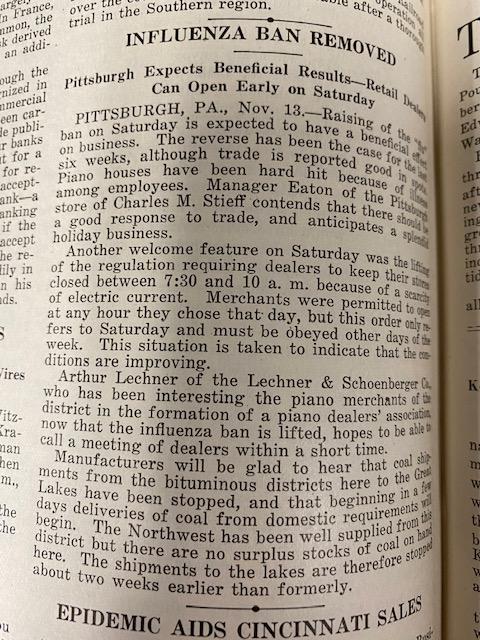 over the
able after a thorough
trial in the Southern region.
INFLUENZA BAN REMOVED
Pittsburgh Expects Beneficial Results—Retail Dealers
Can Open Early on Saturday
PITTSBURGH, PA., Nov. 13.—Raising of the "flu"
ban on Saturday is expected to have a beneficial effect
on business. The reverse has been the case for the last
six weeks, although trade is reported good in spots.
Piano houses have been hard hit because of illness
among employees. Manager Eaton of the Pittsburgh
store of Charles M. Stieff contends that there should be
a good response to trade, and anticipates a splendid
holiday business.
Another welcome feature on Saturday was the lifting
of the regulation requiring dealers to keep their stores
closed between 7:30 and 10 a. m. because of a scarcity
of electric current. Merchants were permitted to open
at any hour they chose that day, but this order only re-
fers to Saturday and must be obeyed other days of the
week. This situation is taken to indicate that the con-
ditions are improving.
Arthur Lechner of the Lechner & Schoenberger Co.,
who has been interesting the piano merchants of the
district in the formation of a piano dealers' association,
now that the influenza ban is lifted, hopes to be able to
call a meeting of dealers within a short time.
Manufacturers will be glad to hear that coal ship-
ments from the bituminous districts here to the Great
Lakes have been stopped, and that beginning in a few
days deliveries of coal from domestic requirements will
begin. The Northwest has been well supplied from this
district but there are no surplus stocks of coal on hand
here. The shipments to the lakes are therefore stopped
about two weeks earlier than formerly.
EPIDEMIC AIDS CINCINNATI SALES